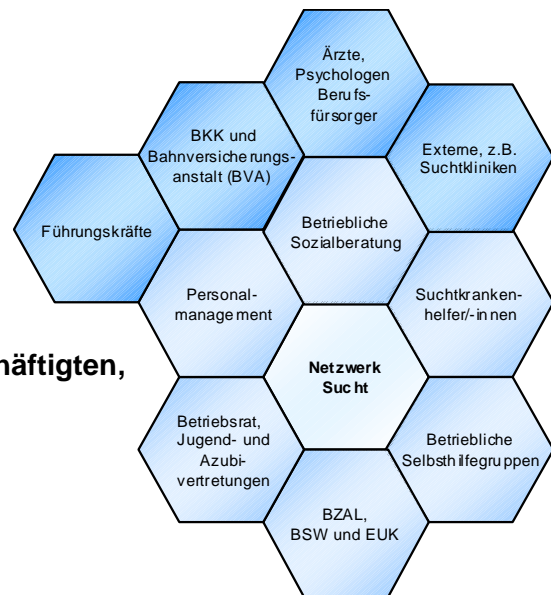 Ärzte,
Psychologen
Berufs-
fürsorger
BKK und
Bahnversicherungs-
anstalt (BVA)
Externe, z.B.
Suchtkliniken
Führungskräfte
Betriebliche
Sozialberatung
Personal-
management
Suchtkranken-
helfer/-innen
Netzwerk
Sucht
häftigten,
Betriebsrat,
Jugend- und
Azubi-
vertretungen
Betriebliche
Selbsthilfegruppen
BZAL,
BSW und EUK